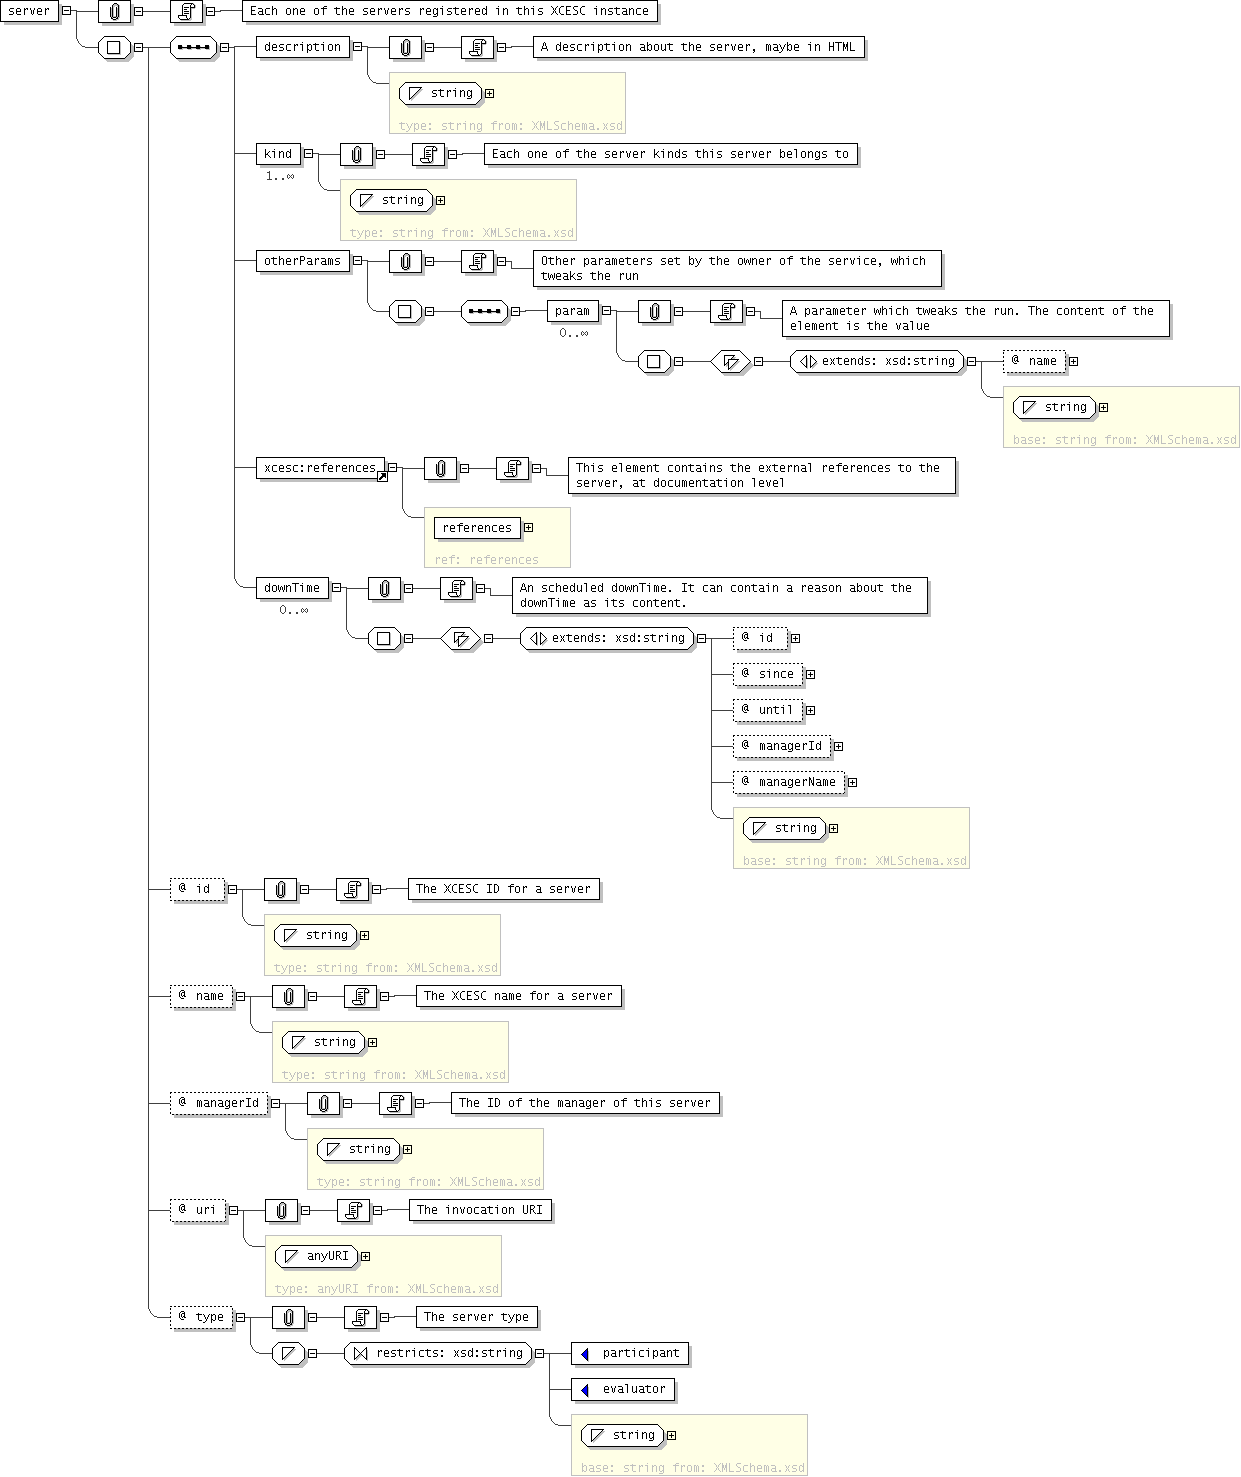 server Each one of the servers registered in this XCESC instance
description A description about the server, maybe in HTML
string
type: string from: XMLSchema.xsd
kind Each one of the server kinds this server belongs to
1..∞
string
type: string from: XMLSchema.xsd
otherParams Other parameters set by the owner of the service, which
tweaks the run
param A parameter which tweaks the run. The content of the
element is the value
0..∞
extends: xsd:string @ name
string
base: string from: XMLSchema.xsd
xcesc:references This element contains the external references to the
server, at documentation level
references
ref: references
downTime An scheduled downTime. It can contain a reason about the
downTime as its content.
0..∞
extends: xsd:string @ id
@ since
@ until
@ managerId
@ managerName
string
base: string from: XMLSchema.xsd
@ id The XCESC ID for a server
string
type: string from: XMLSchema.xsd
@ name The XCESC name for a server
string
type: string from: XMLSchema.xsd
@ managerId The ID of the manager of this server
string
type: string from: XMLSchema.xsd
@ uri The invocation URI
anyURI
type: anyURI from: XMLSchema.xsd
@ type The server type
restricts: xsd:string participant
evaluator
string
base: string from: XMLSchema.xsd